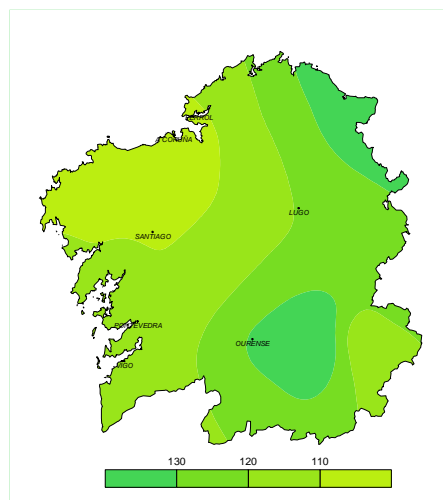 FERROL
A CORUÑA
LUGO
SANTIAGO
PONTEVEDRA
OURENSE
VIGO
130 120 110